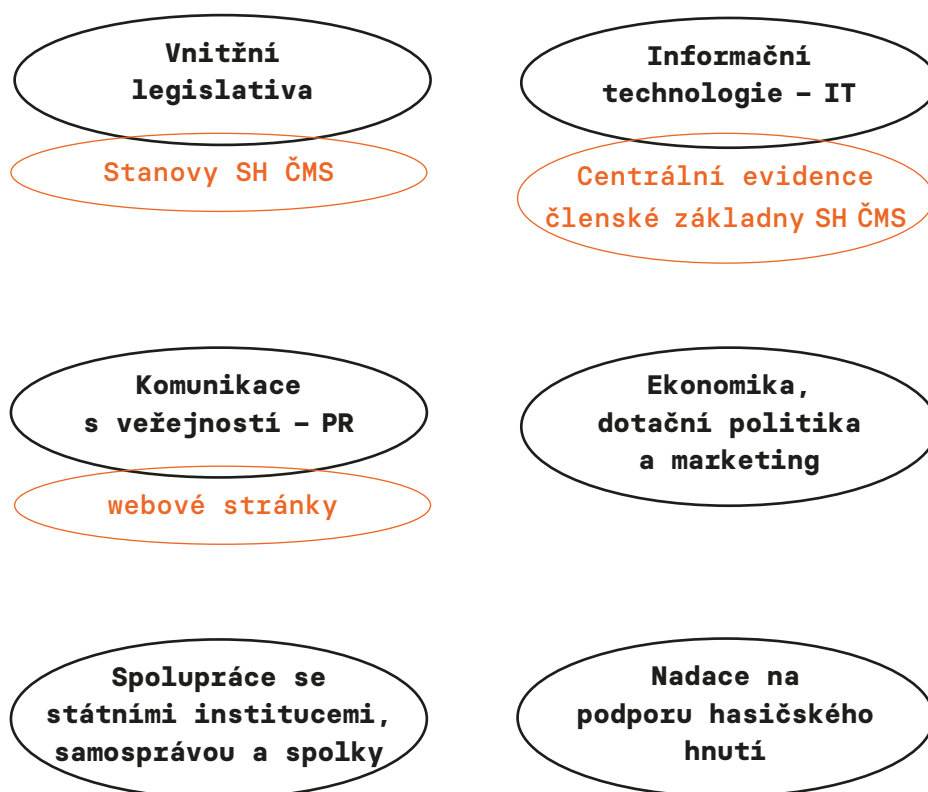 Vnitřní
legislativa
Stanovy SH ČMS
Informační
technologie – IT
Centrální evidence
členské základny SH ČMS
Komunikace
s veřejností – PR
webové stránky
Ekonomika,
dotační politika
a marketing
Spolupráce se
státními institucemi,
samosprávou a spolky
Nadace na
podporu hasičského
hnutí